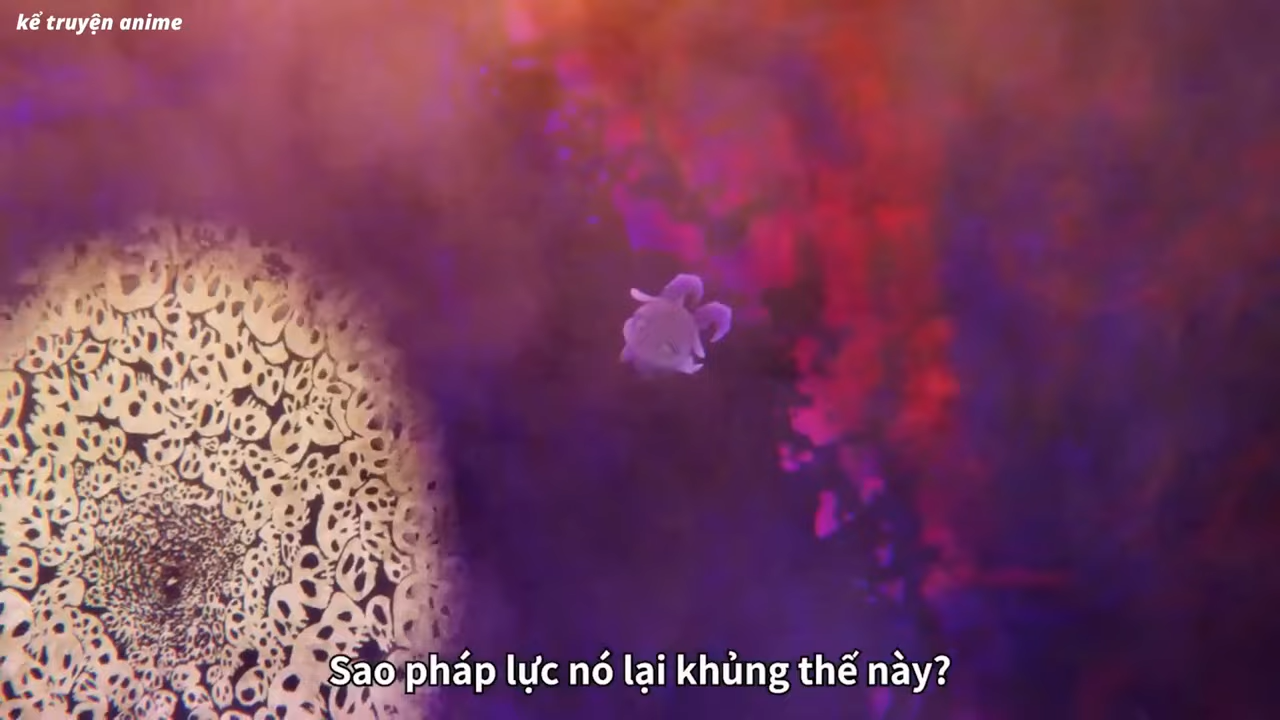 kể truyện anime
Sao pháp lực nó lại khủng thế này?